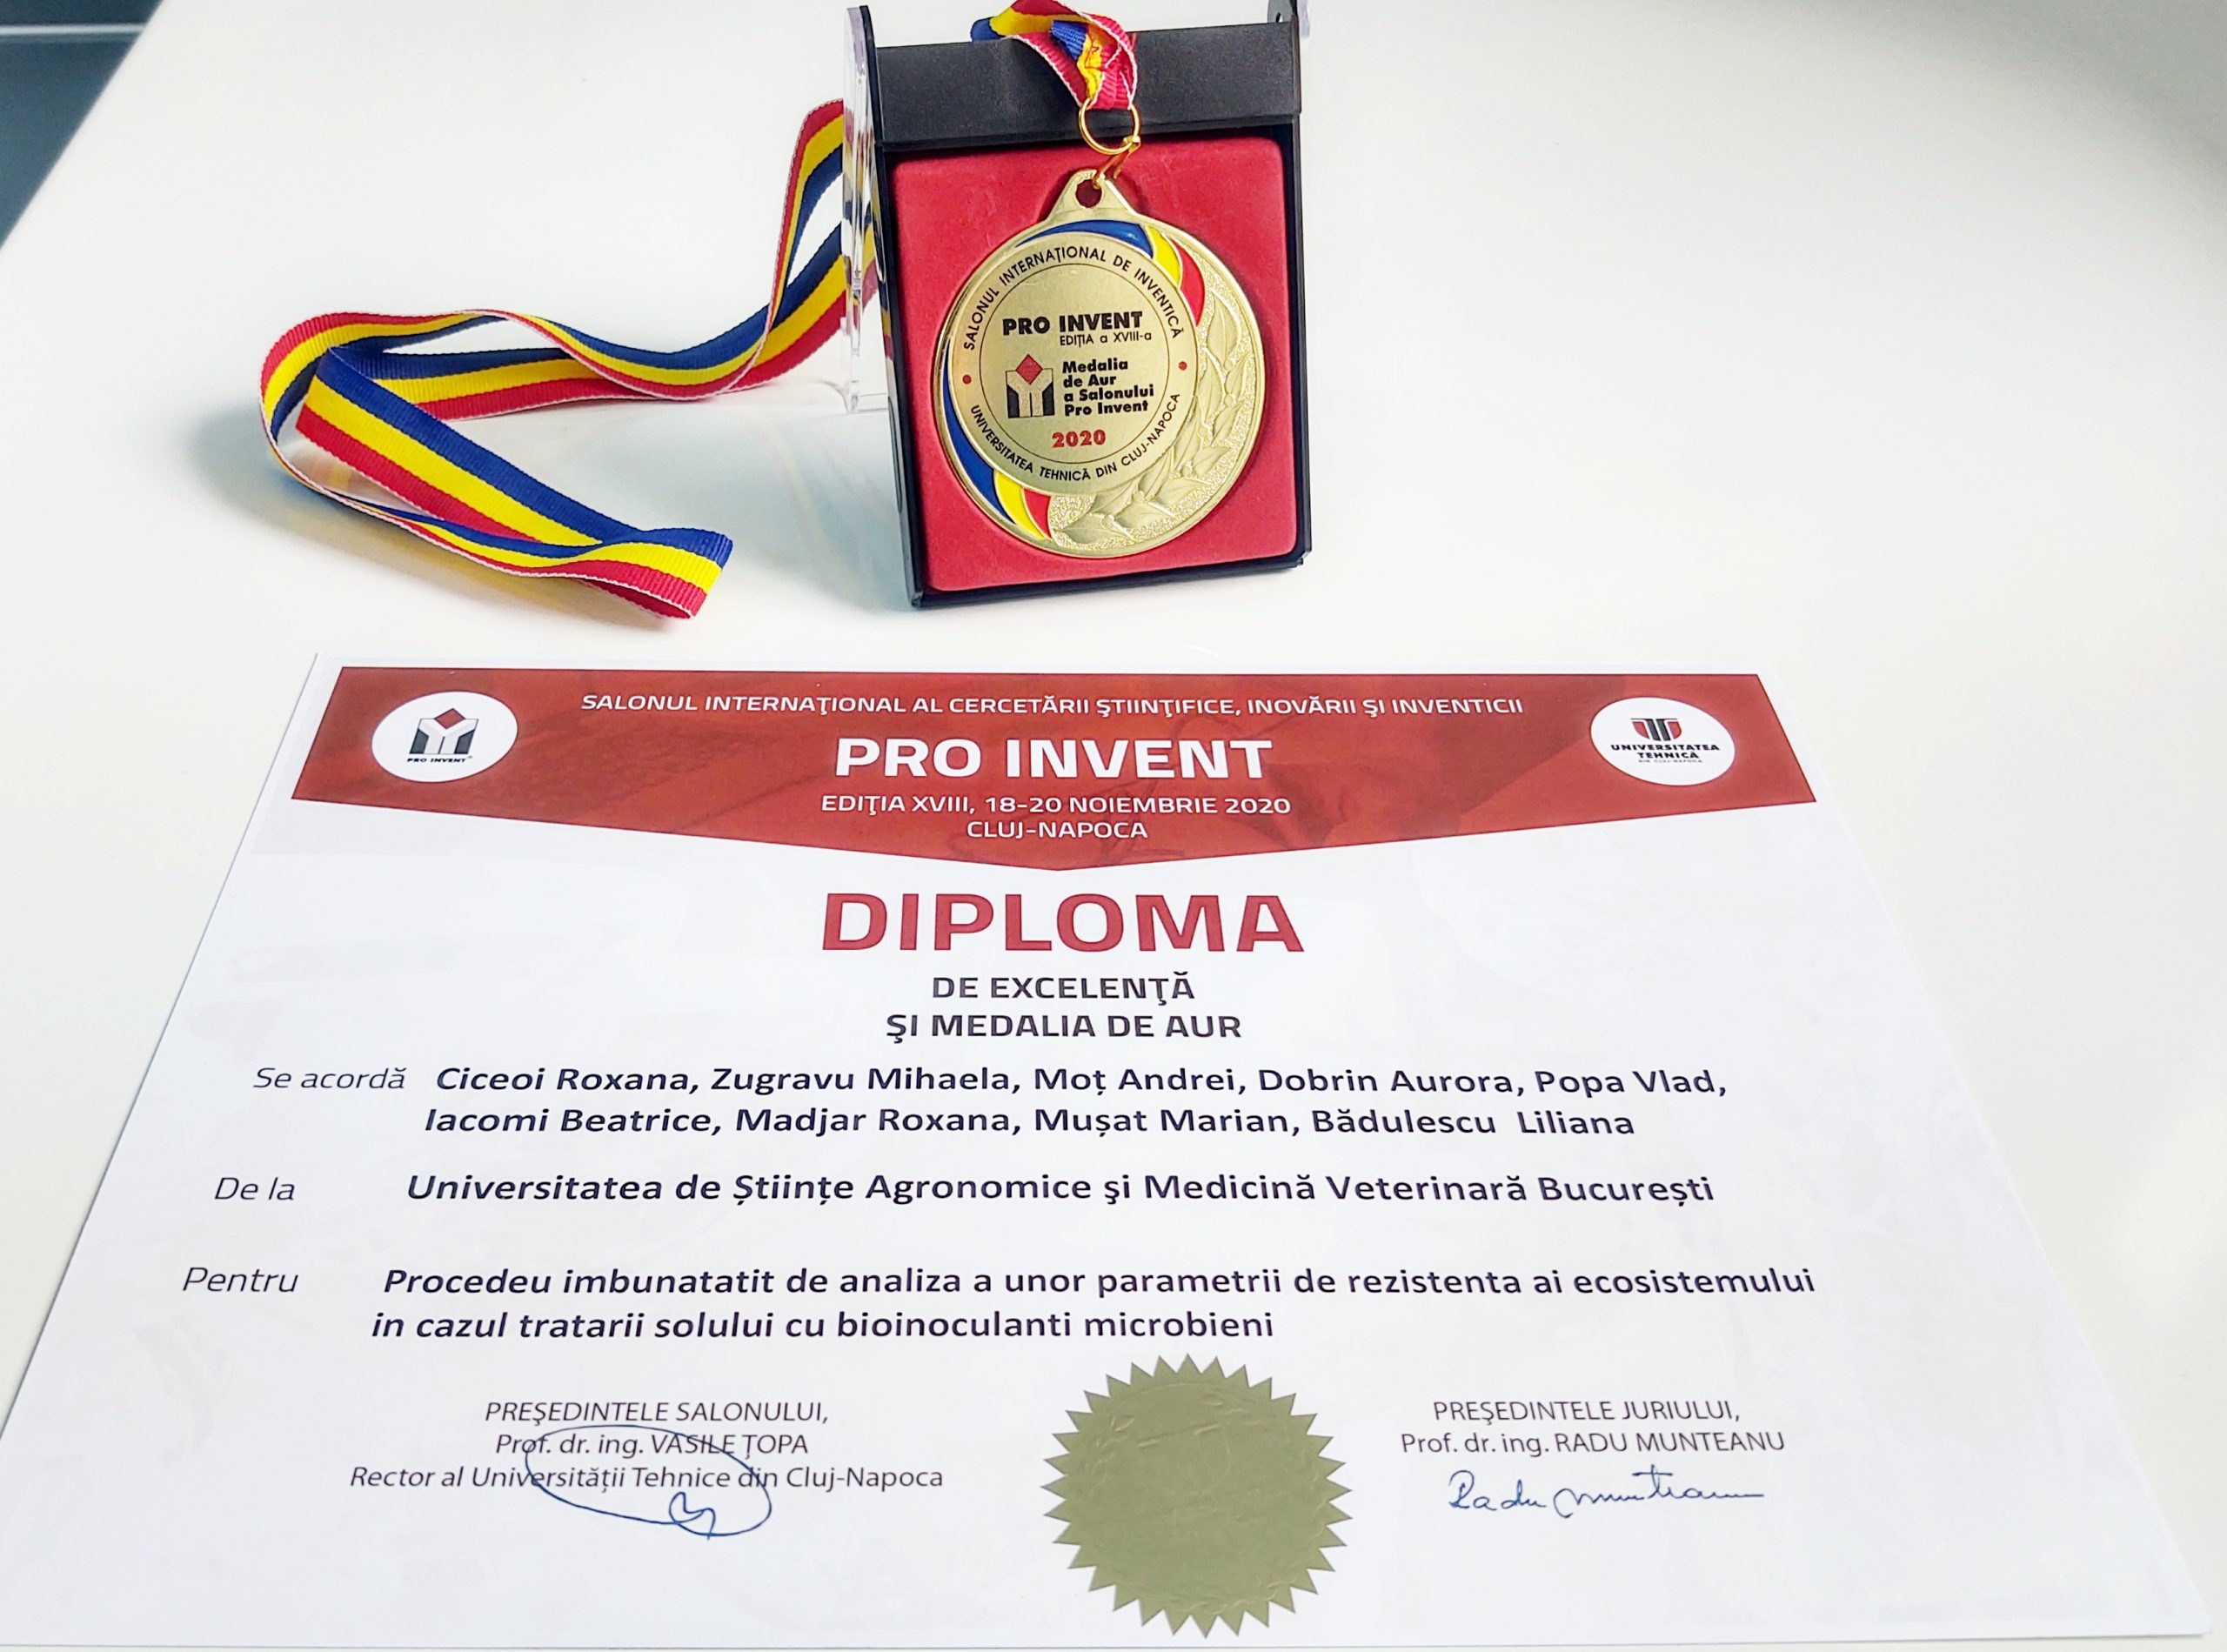 SALONUL INTERNAŢIONAL DE INVENTICĂ
PRO INVENT
EDIȚIA a XVIII-a
Medalia
de Aur
a Salonului
Pro Invent
2020
UNIVERSITATEA TEHNICĂ DIN CLUJ-NAPOCA
PRO INVENT
SALONUL INTERNAŢIONAL AL CERCETĂRII ŞTIINŢIFICE, INOVĂRII ŞI INVENTICII
PRO INVENT
EDIŢIA XVIII, 18-20 NOIEMBRIE 2020
CLUJ-NAPOCA
UNIVERSITATEA
TEHNICĂ
DIN CLUJ-NAPOCA
DIPLOMA
DE EXCELENŢĂ
ŞI MEDALIA DE AUR
Se acordă Ciceoi Roxana, Zugravu Mihaela, Moț Andrei, Dobrin Aurora, Popa Vlad,
Iacomi Beatrice, Madjar Roxana, Mușat Marian, Bădulescu Liliana
De la Universitatea de Științe Agronomice şi Medicină Veterinară București
Pentru Procedeu imbunatatit de analiza a unor parametrii de rezistenta ai ecosistemului
in cazul tratarii solului cu bioinoculanti microbieni
PREŞEDINTELE SALONULUI,
Prof. dr. ing. VASILE ŢOPA
Rector al Universității Tehnice din Cluj-Napoca
PREŞEDINTELE JURIULUI,
Prof. dr. ing. RADU MUNTEANU
Radu Munteanu